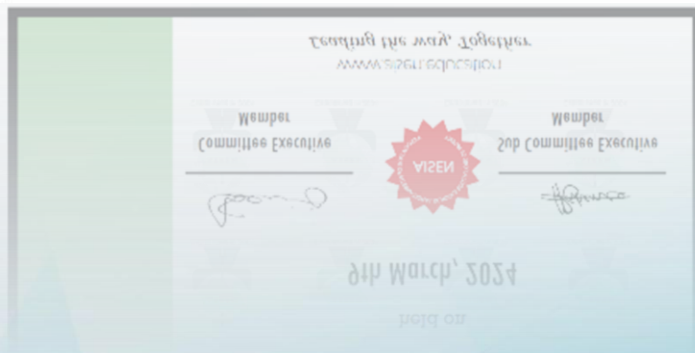 Leading the way, Together
www.aisen.education
Member
Committee Executive
Member
Sub Committee Executive
AISEN
9th March, 2024
held on